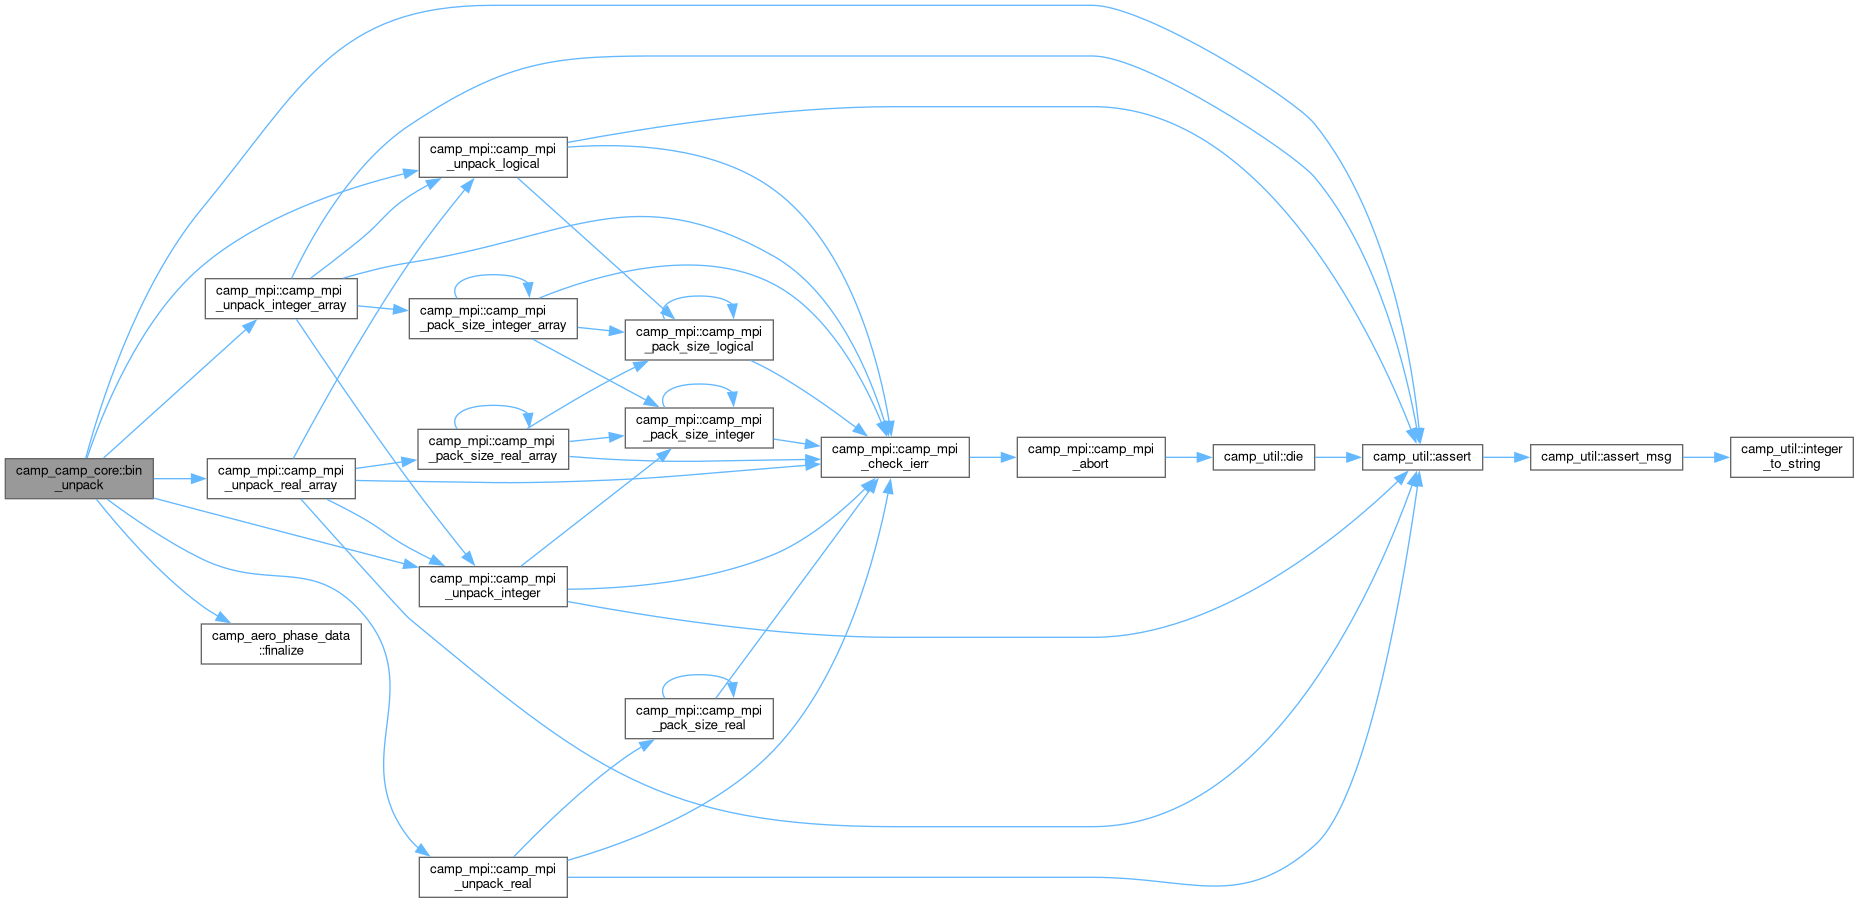 camp_camp_core::bin
_unpack
camp_mpi::camp_mpi
_unpack_integer_array
camp_mpi::camp_mpi
_unpack_real_array
camp_aero_phase_data
::finalize
camp_mpi::camp_mpi
_unpack_logical
camp_mpi::camp_mpi
_pack_size_integer_array
camp_mpi::camp_mpi
_pack_size_real_array
camp_mpi::camp_mpi
_unpack_integer
camp_mpi::camp_mpi
_unpack_real
camp_mpi::camp_mpi
_pack_size_logical
camp_mpi::camp_mpi
_pack_size_integer
camp_mpi::camp_mpi
_pack_size_real
camp_mpi::camp_mpi
_check_ierr
camp_mpi::camp_mpi
_abort
camp_util::die
camp_util::assert
camp_util::assert_msg
camp_util::integer
_to_string